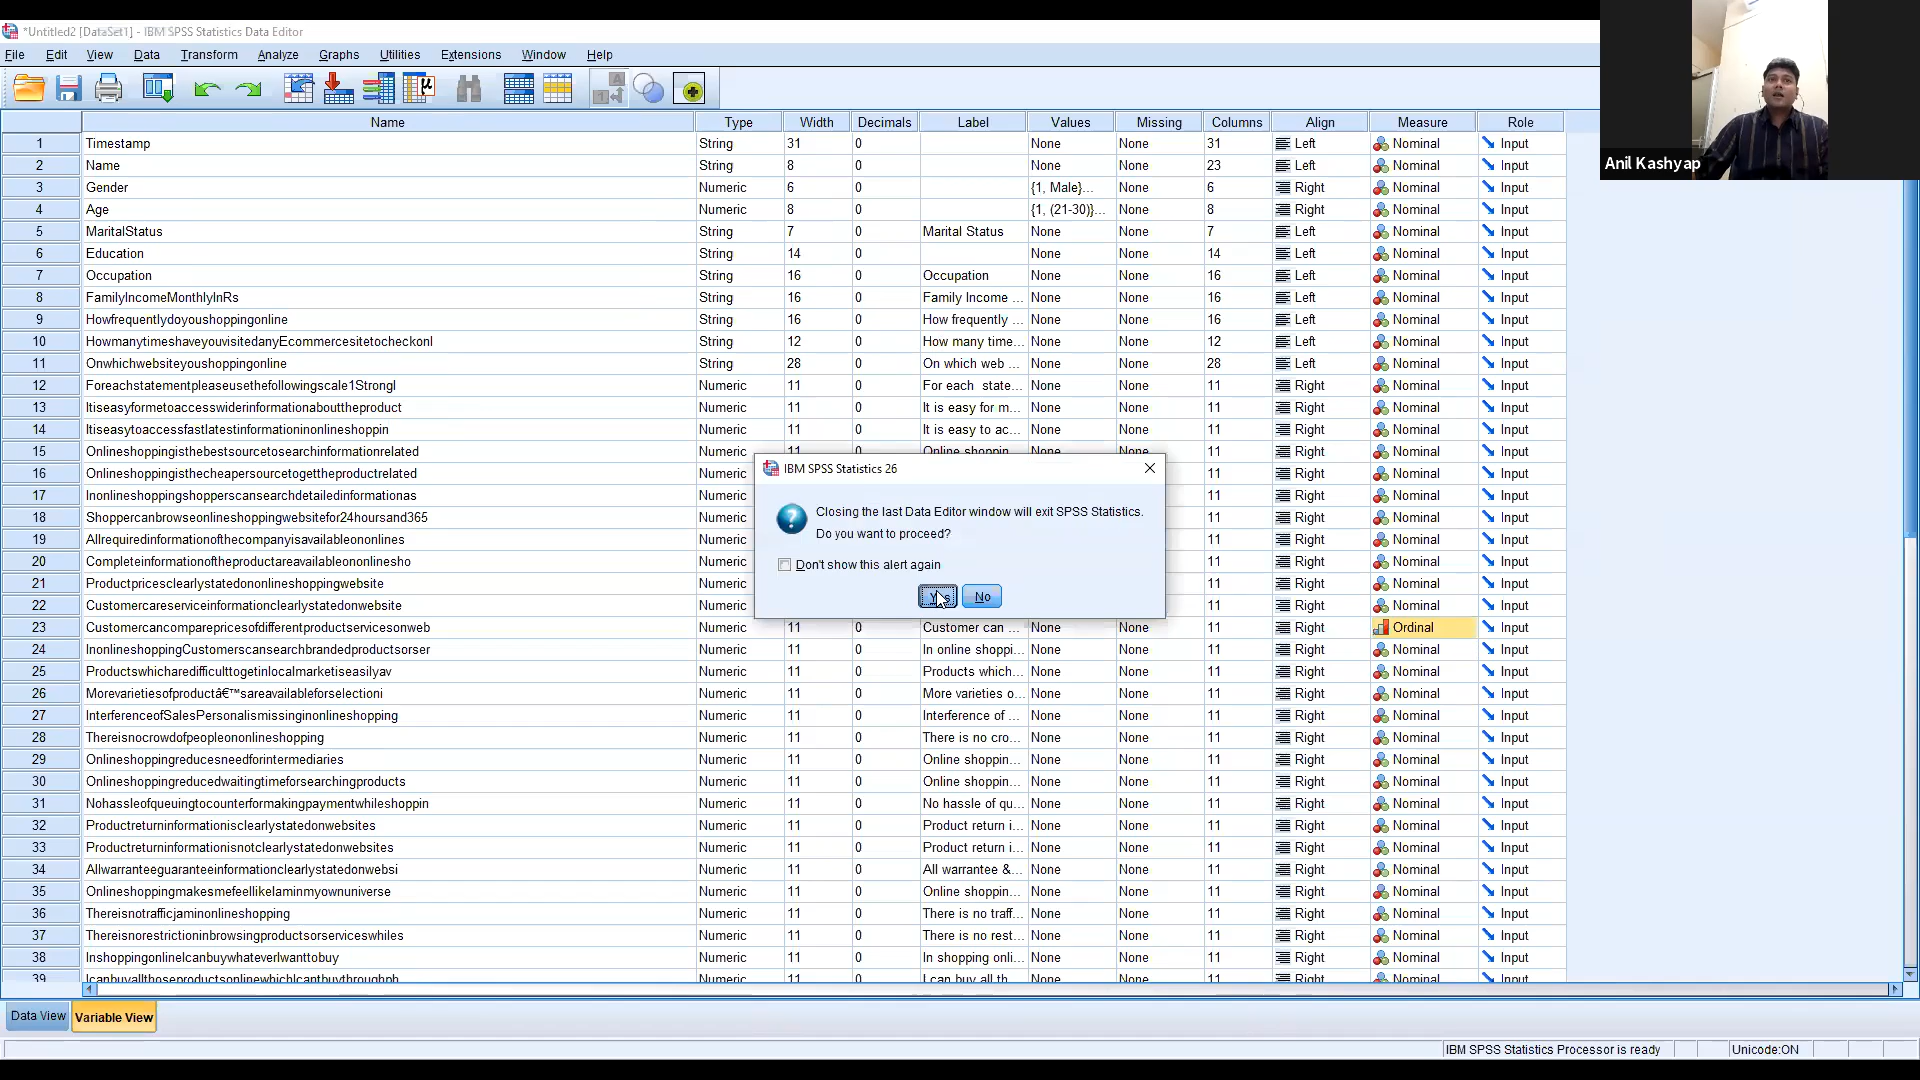 *Untitled2 [DataSet1] - IBM SPSS Statistics Data Editor
File Edit View Data Transform Analyze Graphs Utilities Extensions Window Help
Name Type Width Decimals Label Values Missing Columns Align Measure Role
1 Timestamp String 31 0 None None 31 Left Nominal Input
2 Name String 8 0 None None 23 Left Nominal Input
3 Gender Numeric 6 0 {1, Male}... None 6 Right Nominal Input
4 Age Numeric 8 0 {1, (21-30)}... None 8 Right Nominal Input
5 MaritalStatus String 7 0 Marital Status None None 7 Left Nominal Input
6 Education String 14 0 None None 14 Left Nominal Input
7 Occupation String 16 0 Occupation None None 16 Left Nominal Input
8 FamilyIncomeMonthlyInRs String 16 0 Family Income ... None None 16 Left Nominal Input
9 Howfrequentlydoyoushoppingonline String 16 0 How frequently ... None None 16 Left Nominal Input
10 HowmanytimeshaveyouvisitedanyEcommercesitetocheckonl String 12 0 How many time... None None 12 Left Nominal Input
11 Onwhichwebsiteyoushoppingonline String 28 0 On which web ... None None 28 Left Nominal Input
12 Foreachstatementpleaseusethefollowingscale1Strongl Numeric 11 0 For each state... None None 11 Right Nominal Input
13 Itiseasyformetoaccesswiderinformationabouttheproduct Numeric 11 0 It is easy for m... None None 11 Right Nominal Input
14 Itiseasytoaccessfastlatestinformationinonlineshoppin Numeric 11 0 It is easy to ac... None None 11 Right Nominal Input
15 Onlineshoppingisthebestsourcetosearchinformationrelated Numeric 11 0 Online shoppin... None None 11 Right Nominal Input
16 Onlineshoppingisthecheapersourcetogettheproductrelated Numeric Right Nominal Input
17 Inonlineshoppingshopperscansearchdetailedinformationas Numeric Right Nominal Input
18 Shoppercanbrowseonlineshoppingwebsitefor24hoursand365 Numeric Right Nominal Input
19 Allrequiredinformationofthecompanyisavailableononlines Numeric Right Nominal Input
20 Completeinformationoftheproductareavailableononlinesho Numeric Right Nominal Input
21 Productpricesclearlystatedononlineshoppingwebsite Numeric Right Nominal Input
22 Customercareserviceinformationclearlystatedonwebsite Numeric Right Nominal Input
23 Customercancomparepricesofdifferentproductservicesonweb Numeric 11 0 Customer can ... None None 11 Right Ordinal Input
24 InonlineshoppingCustomerscansearchbrandedproductsorser Numeric 11 0 In online shoppi... None None 11 Right Nominal Input
25 Productswhicharedifficulttogetinlocalmarketiseasilyav Numeric 11 0 Products which... None None 11 Right Nominal Input
26 Morevarietiesofproductâ€™sareavailableforselectioni Numeric 11 0 More varieties o... None None 11 Right Nominal Input
27 InterferenceofSalesPersonalismissinginonlineshopping Numeric 11 0 Interference of ... None None 11 Right Nominal Input
28 Thereisnocrowdofpeopleononlineshopping Numeric 11 0 There is no cro... None None 11 Right Nominal Input
29 Onlineshoppingreducesneedforintermediaries Numeric 11 0 Online shoppin... None None 11 Right Nominal Input
30 Onlineshoppingreducedwaitingtimeforsearchingproducts Numeric 11 0 Online shoppin... None None 11 Right Nominal Input
31 Nohassleofqueuingtocounterformakingpaymentwhileshoppin Numeric 11 0 No hassle of qu... None None 11 Right Nominal Input
32 Productreturninformationisclearlystatedonwebsites Numeric 11 0 Product return i... None None 11 Right Nominal Input
33 Productreturninformationisnotclearlystatedonwebsites Numeric 11 0 Product return i... None None 11 Right Nominal Input
34 Allwarranteeguaranteeinformationclearlystatedonwebsi Numeric 11 0 All warrantee &... None None 11 Right Nominal Input
35 OnlineshoppingmakesmefeellikeIaminmyownuniverse Numeric 11 0 Online shoppin... None None 11 Right Nominal Input
36 Thereisnotrafficjaminonlineshopping Numeric 11 0 There is no traff... None None 11 Right Nominal Input
37 Thereisnorestrictioninbrowsingproductsorserviceswhiles Numeric 11 0 There is no rest... None None 11 Right Nominal Input
38 InshoppingonlineIcanbuywhateverIwanttobuy Numeric 11 0 In shopping onli... None None 11 Right Nominal Input
39 IcanbuyallthoseproductsonlinewhichIcantbuythroughph Numeric 11 0 I can buy all th... None None 11 Right Nominal Input
IBM SPSS Statistics 26
Closing the last Data Editor window will exit SPSS Statistics.
Do you want to proceed?
Don't show this alert again
Yes No
Data View Variable View
IBM SPSS Statistics Processor is ready Unicode:ON
Anil Kashyap